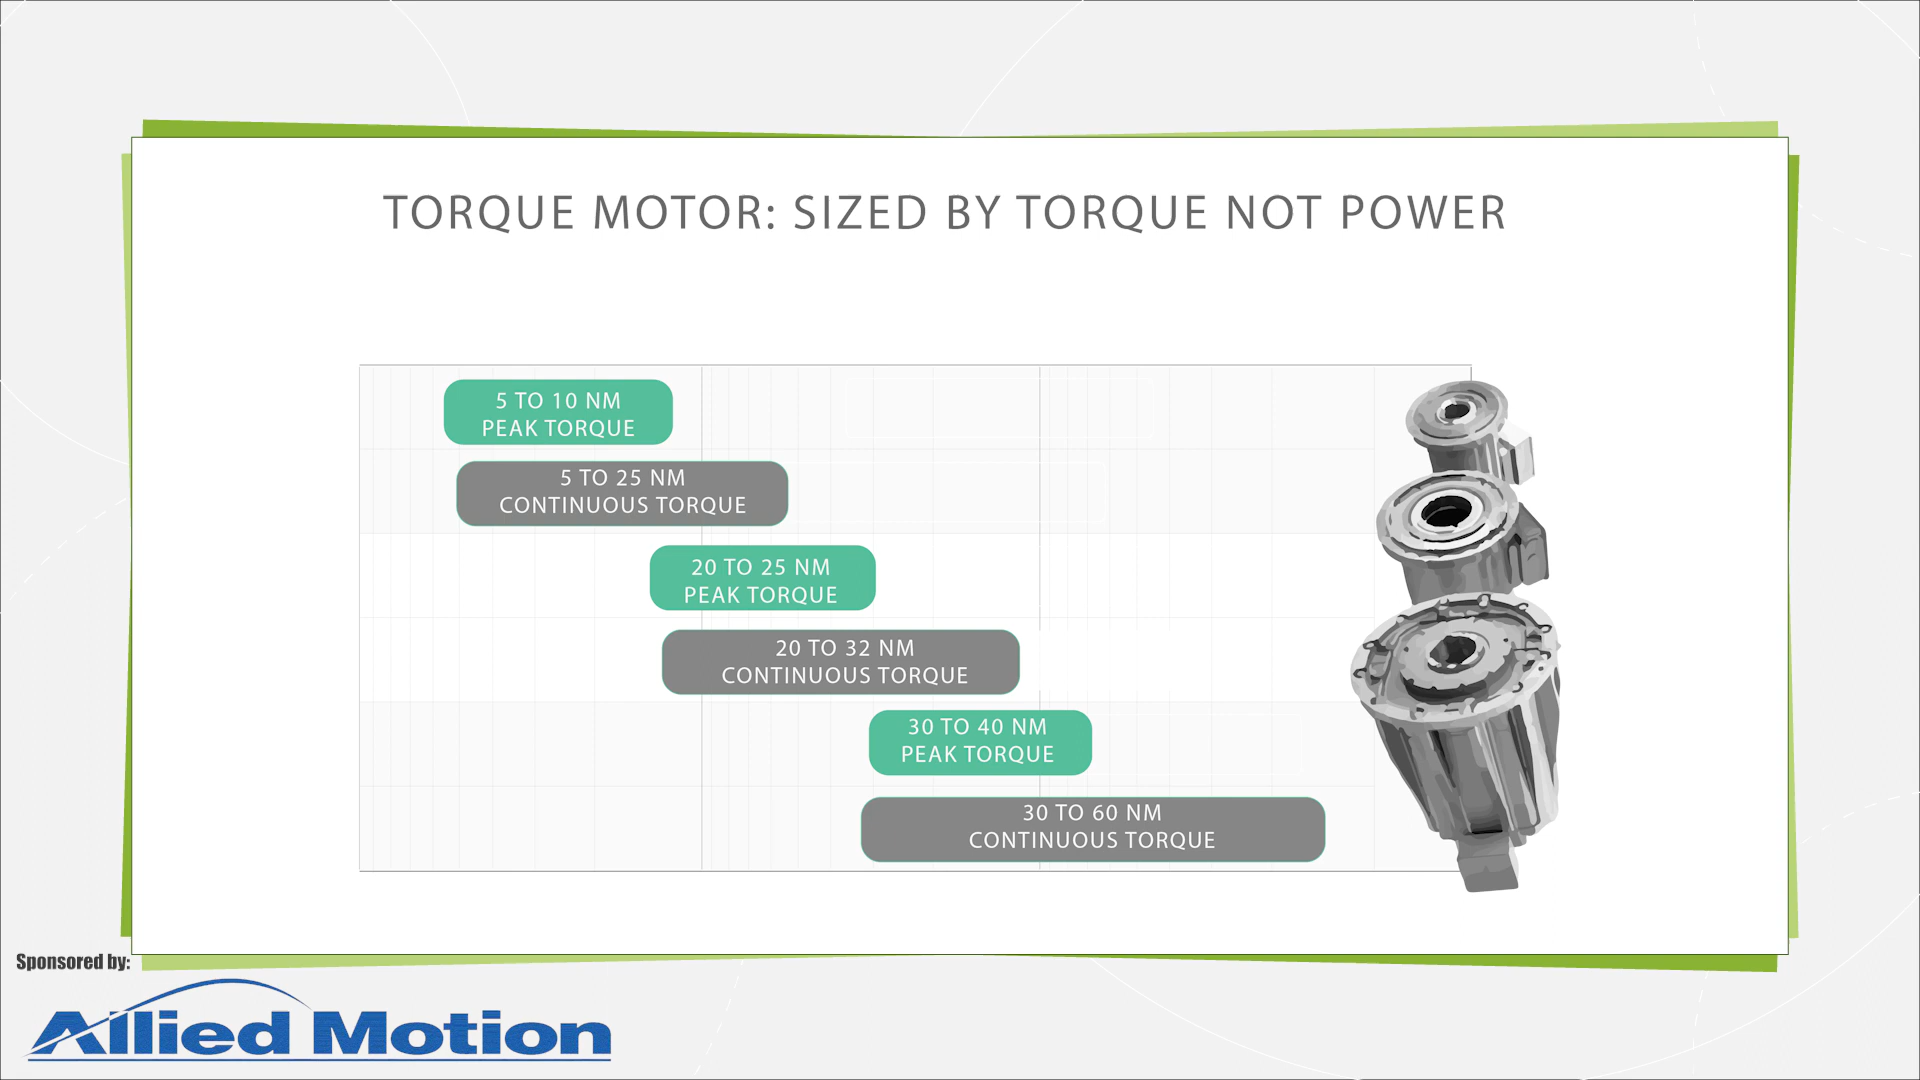 TORQUE MOTOR: SIZED BY TORQUE NOT POWER
5 TO 10 NM
PEAK TORQUE
5 TO 25 NM
CONTINUOUS TORQUE
20 TO 25 NM
PEAK TORQUE
20 TO 32 NM
CONTINUOUS TORQUE
30 TO 40 NM
PEAK TORQUE
30 TO 60 NM
CONTINUOUS TORQUE
Sponsored by:
Allied Motion